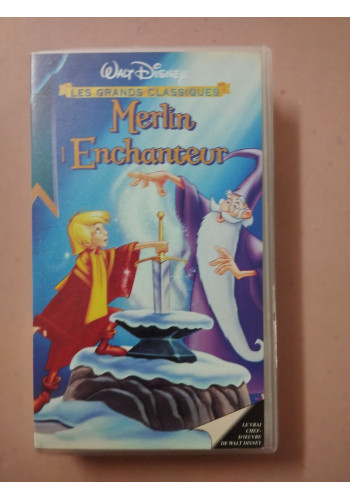 WALT DISNEY
LES GRANDS CLASSIQUES
Merlin
l Enchanteur
LE VRAI
CHEF-
D'ŒUVRE
DE WALT DISNEY